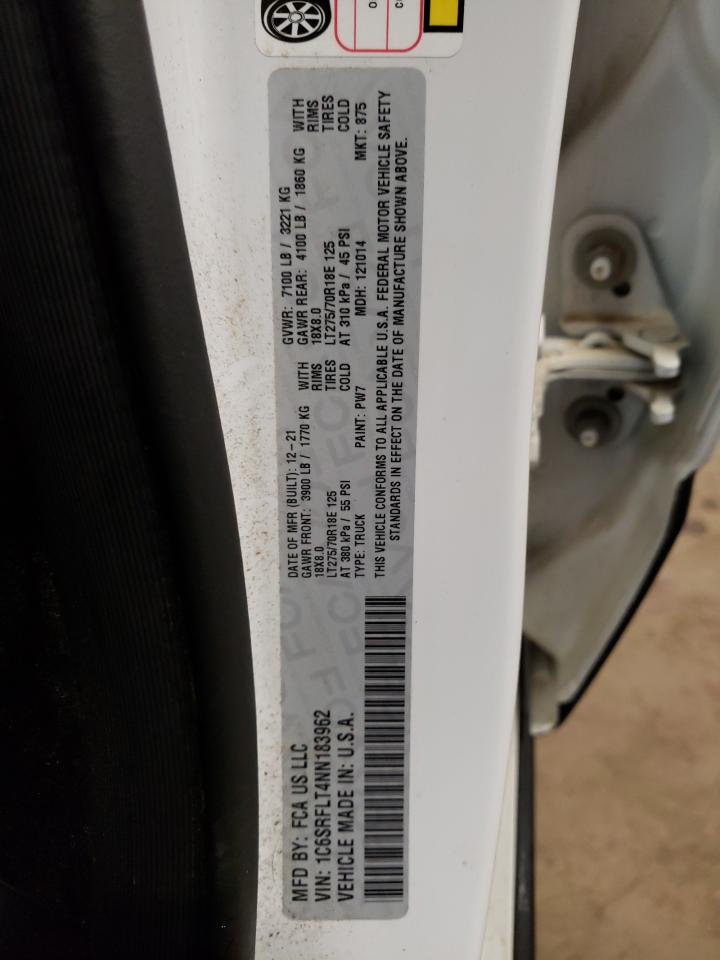 MFD BY: FCA US LLC
VIN: 1C6SRFLT4NN183962
VEHICLE MADE IN: U.S.A.
DATE OF MFR (BUILT): 12-21 GVWR: 7100 LB / 3221 KG
GAWR FRONT: 3900 LB / 1770 KG WITH GAWR REAR: 4100 LB / 1860 KG WITH
18X8.0 RIMS 18X8.0 RIMS
LT275/70R18E 125 TIRES LT275/70R18E 125 TIRES
AT 380 kPa / 55 PSI COLD AT 310 kPa / 45 PSI COLD
TYPE: TRUCK PAINT: PW7 MDH: 121014 MKT: 875
THIS VEHICLE CONFORMS TO ALL APPLICABLE U.S.A. FEDERAL MOTOR VEHICLE SAFETY
STANDARDS IN EFFECT ON THE DATE OF MANUFACTURE SHOWN ABOVE.